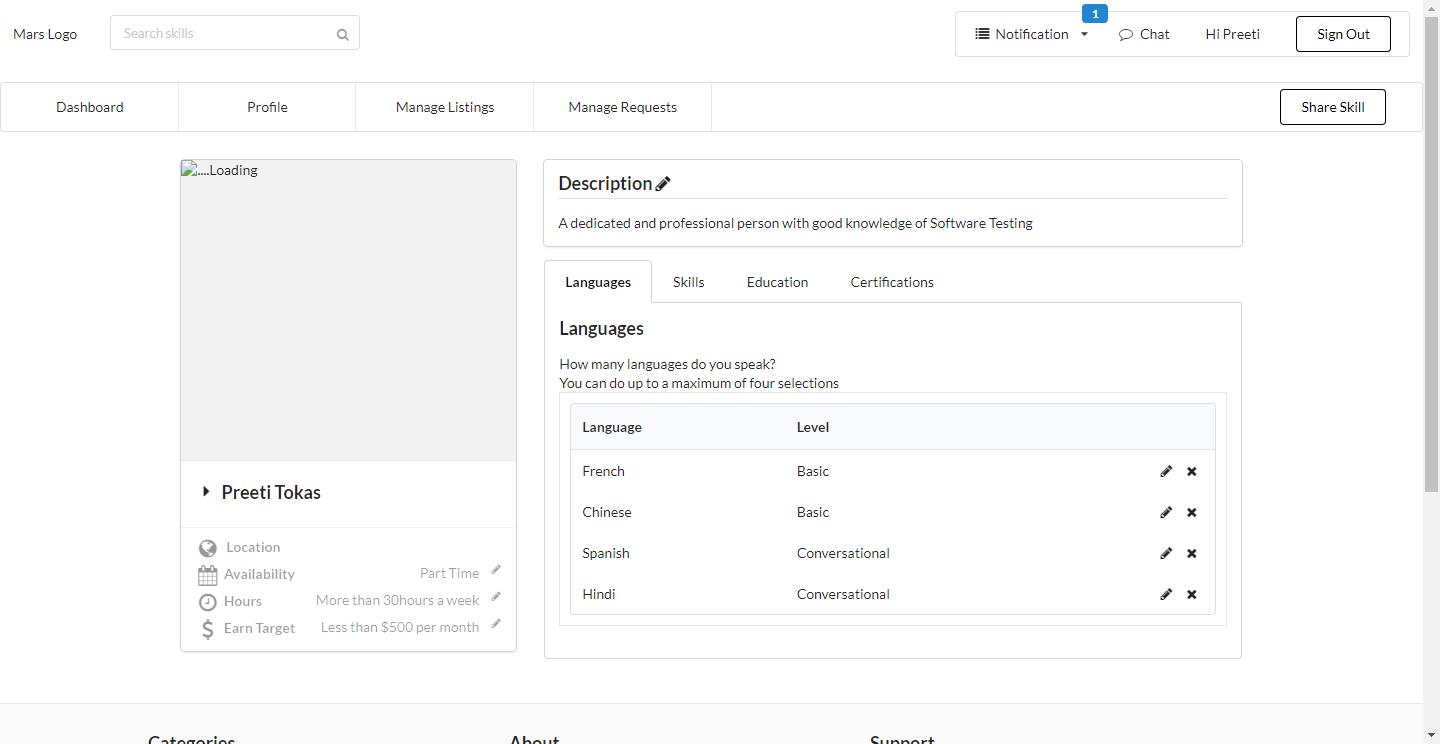 Mars Logo
Search skills
1
Notification
Chat
Hi Preeti
Sign Out
Dashboard
Profile
Manage Listings
Manage Requests
Share Skill
....Loading
Preeti Tokas
Location
Availability Part Time
Hours More than 30hours a week
Earn Target Less than $500 per month
Description
A dedicated and professional person with good knowledge of Software Testing
Languages Skills Education Certifications
Languages
How many languages do you speak?
You can do up to a maximum of four selections
Language Level
French Basic
Chinese Basic
Spanish Conversational
Hindi Conversational
Categories About Support